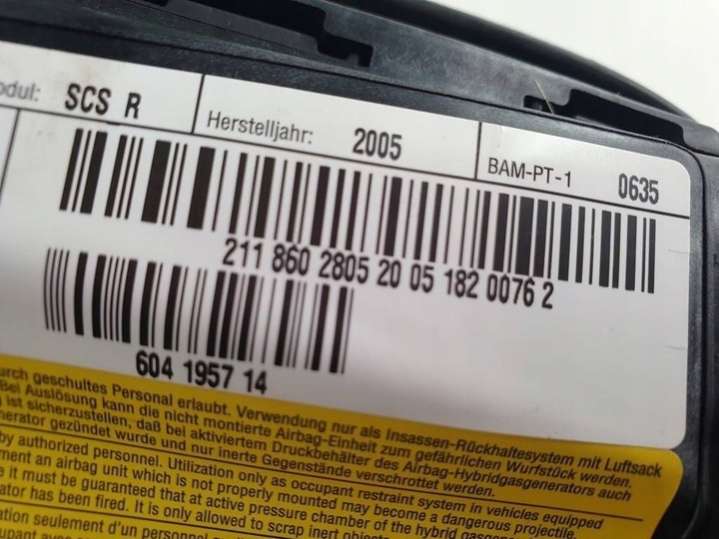 odul: SCS R
Herstelljahr: 2005
BAM-PT-1 0635
211 860 2805 20 05 182 0076 2
604 1957 14
urch geschultes Personal erlaubt. Verwendung nur als Insassen-Rückhaltesystem mit Luftsack
Bei Auslösung kann die nicht montierte Airbag-Einheit zum gefährlichen Wurfstück werden.
ist sicherzustellen, daß bei aktiviertem Druckbehälter des Airbag-Hybridgasgenerators auch
nerator gezündet wurde und nur inerte Gegenstände verschrottet werden.
by authorized personnel. Utilization only as occupant restraint system in vehicles equipped
ment an airbag unit which is not properly mounted may become a dangerous projectile.
e it must be guaranteed that at active pressure chamber of the hybrid gasgene
ator has been fired. It is only allowed to scrap inert objects
ation seulement d'un personnel